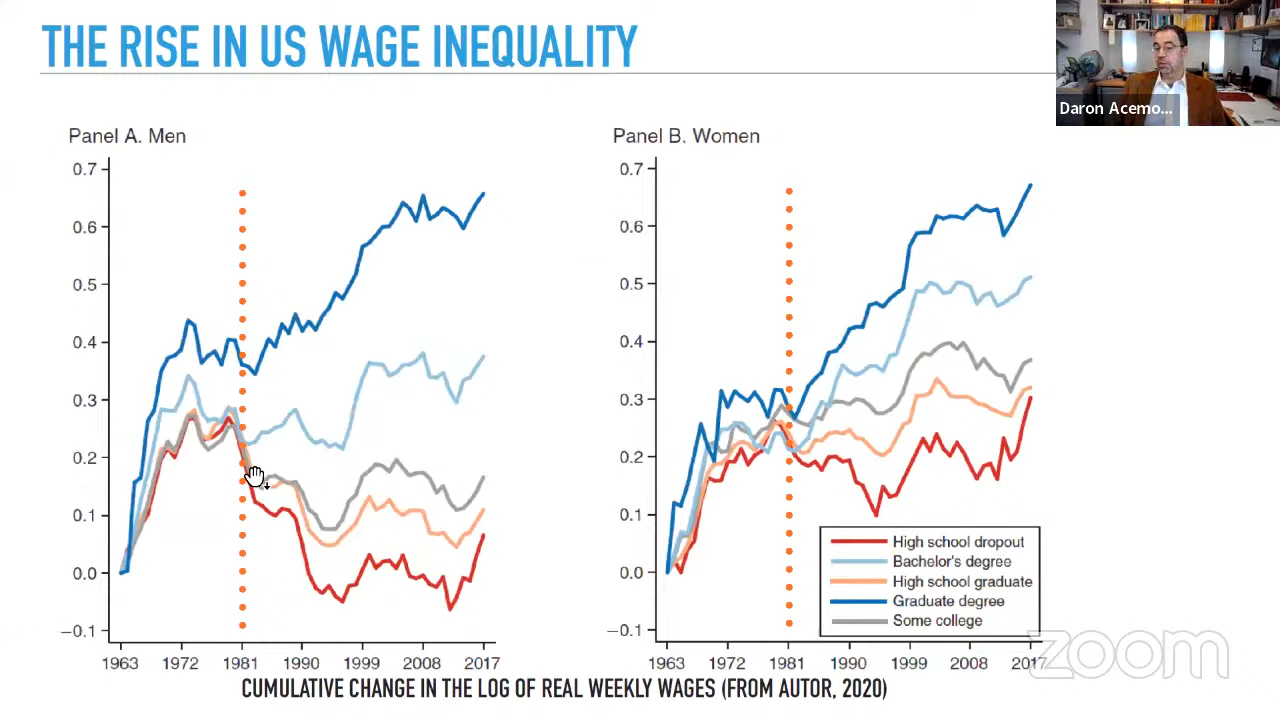 THE RISE IN US WAGE INEQUALITY
Daron Acemo...
Panel A. Men
0.7
0.6
0.5
0.4
0.3
0.2
0.1
0.0
−0.1
1963 1972 1981 1990 1999 2008 2017
Panel B. Women
0.7
0.6
0.5
0.4
0.3
0.2
0.1
0.0
−0.1
1963 1972 1981 1990 1999 2008 2017
High school dropout
Bachelor's degree
High school graduate
Graduate degree
Some college
CUMULATIVE CHANGE IN THE LOG OF REAL WEEKLY WAGES (FROM AUTOR, 2020)
zoom